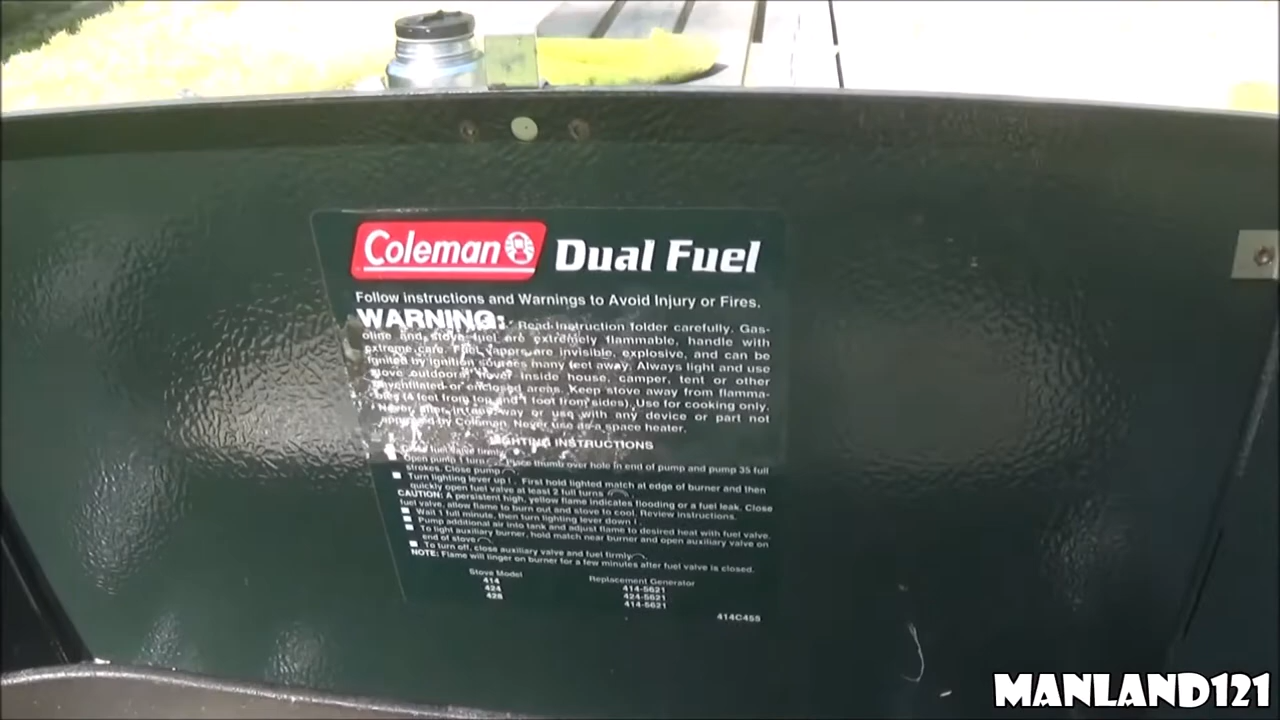 Coleman Dual Fuel
Follow instructions and Warnings to Avoid Injury or Fires.
WARNING: Read instruction folder carefully. Gas-
oline and stove fuel are extremely flammable, handle with
extreme care. Fuel vapors are invisible, explosive, and can be
ignited by ignition sources many feet away. Always light and use
stove outdoors, never inside house, camper, tent or other
unventilated or enclosed areas. Keep stove away from flamma-
bles (4 feet from top and 1 foot from sides). Use for cooking only.
Never alter in any way or use with any device or part not
approved by Coleman. Never use as a space heater.
LIGHTING INSTRUCTIONS
Close fuel valve firmly
Open pump 1 turn Place thumb over hole in end of pump and pump 35 full
strokes. Close pump
Turn lighting lever up. First hold lighted match at edge of burner and then
quickly open fuel valve at least 2 full turns
CAUTION: A persistent high, yellow flame indicates flooding or a fuel leak. Close
fuel valve, allow flame to burn out and stove to cool. Review instructions.
Wait 1 full minute, then turn lighting lever down
Pump additional air into tank and adjust flame to desired heat with fuel valve.
To light auxiliary burner, hold match near burner and open auxiliary valve on
end of stove
To turn off, close auxiliary valve and fuel firmly
NOTE: Flame will linger on burner for a few minutes after fuel valve is closed.
Stove Model Replacement Generator
414 414-5621
424 424-5621
428 414-5621
414C455
MANLAND121